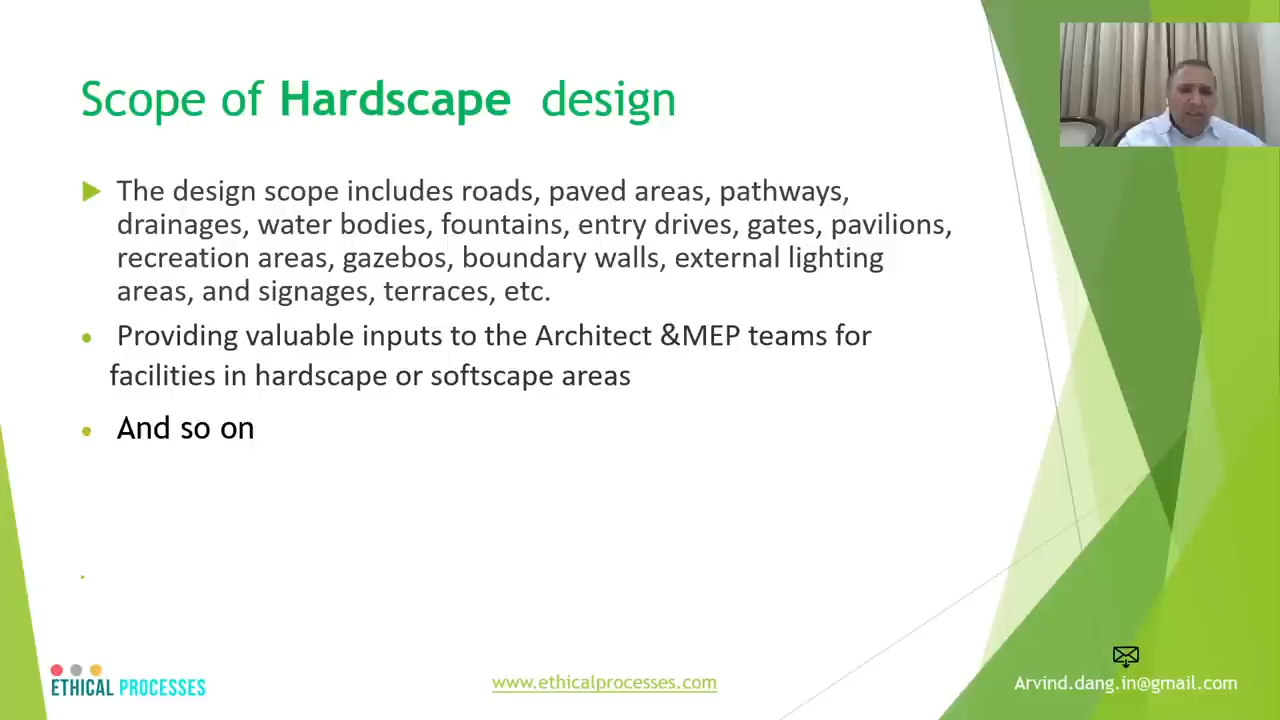 Scope of Hardscape design
The design scope includes roads, paved areas, pathways,
drainages, water bodies, fountains, entry drives, gates, pavilions,
recreation areas, gazebos, boundary walls, external lighting
areas, and signages, terraces, etc.
Providing valuable inputs to the Architect &MEP teams for
facilities in hardscape or softscape areas
And so on
ETHICAL PROCESSES
www.ethicalprocesses.com
Arvind.dang.in@gmail.com